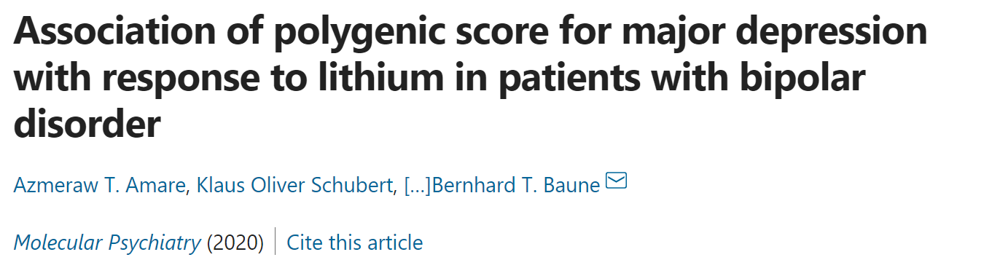 Association of polygenic score for major depression
with response to lithium in patients with bipolar
disorder
Azmeraw T. Amare, Klaus Oliver Schubert, [...]Bernhard T. Baune
Molecular Psychiatry (2020) | Cite this article